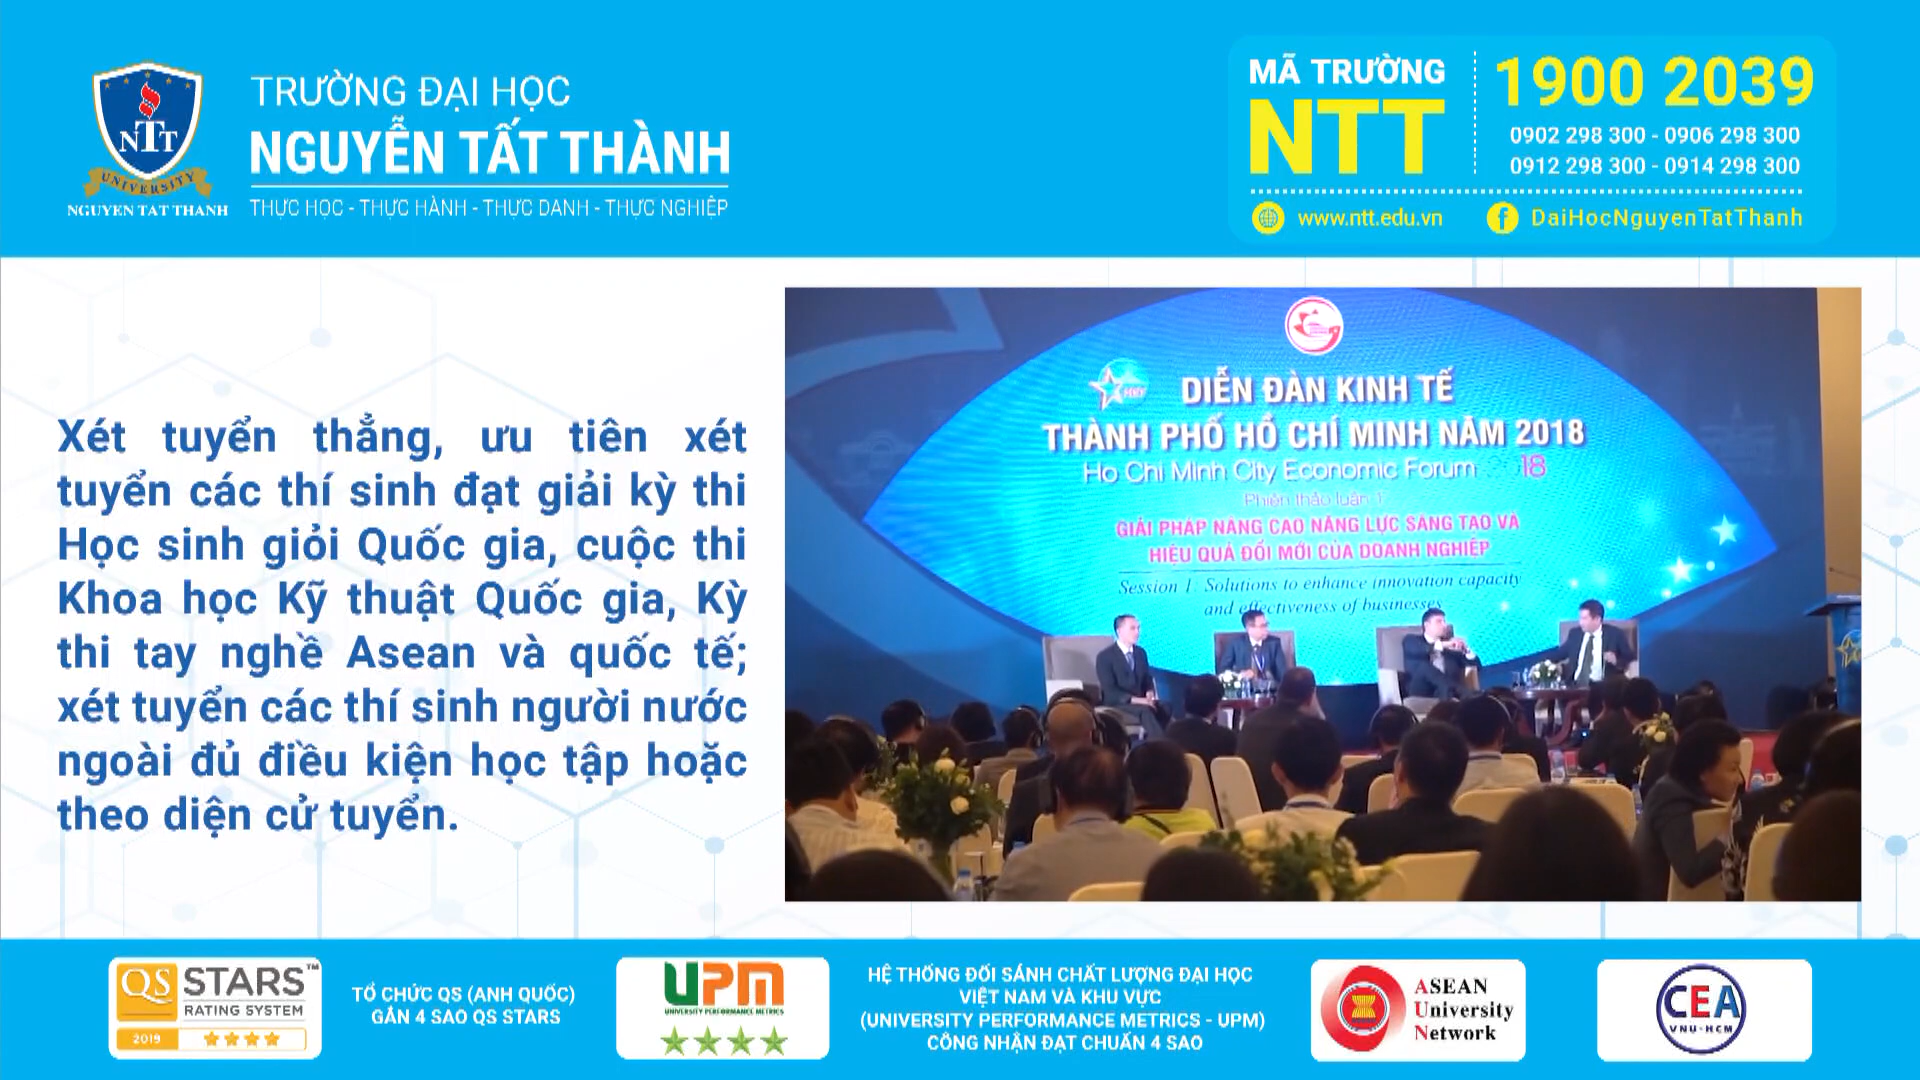 NTT
UNIVERSITY
NGUYEN TAT THANH
TRƯỜNG ĐẠI HỌC
NGUYỄN TẤT THÀNH
THỰC HỌC - THỰC HÀNH - THỰC DANH - THỰC NGHIỆP
MÃ TRƯỜNG
NTT
1900 2039
0902 298 300 - 0906 298 300
0912 298 300 - 0914 298 300
www.ntt.edu.vn
DaiHocNguyenTatThanh
Xét tuyển thẳng, ưu tiên xét
tuyển các thí sinh đạt giải kỳ thi
Học sinh giỏi Quốc gia, cuộc thi
Khoa học Kỹ thuật Quốc gia, Kỳ
thi tay nghề Asean và quốc tế;
xét tuyển các thí sinh người nước
ngoài đủ điều kiện học tập hoặc
theo diện cử tuyển.
DIỄN ĐÀN KINH TẾ
THÀNH PHỐ HỒ CHÍ MINH NĂM 2018
Ho Chi Minh City Economic Forum 2018
Phiên thảo luận 1
GIẢI PHÁP NÂNG CAO NĂNG LỰC SÁNG TẠO VÀ
HIỆU QUẢ ĐỔI MỚI CỦA DOANH NGHIỆP
Session 1: Solutions to enhance innovation capacity
and effectiveness of businesses
QS STARS™
RATING SYSTEM
2019
TỔ CHỨC QS (ANH QUỐC)
GẮN 4 SAO QS STARS
UPM
UNIVERSITY PERFORMANCE METRICS
HỆ THỐNG ĐỐI SÁNH CHẤT LƯỢNG ĐẠI HỌC
VIỆT NAM VÀ KHU VỰC
(UNIVERSITY PERFORMANCE METRICS - UPM)
CÔNG NHẬN ĐẠT CHUẨN 4 SAO
ASEAN
University
Network
CEA
VNU-HCM